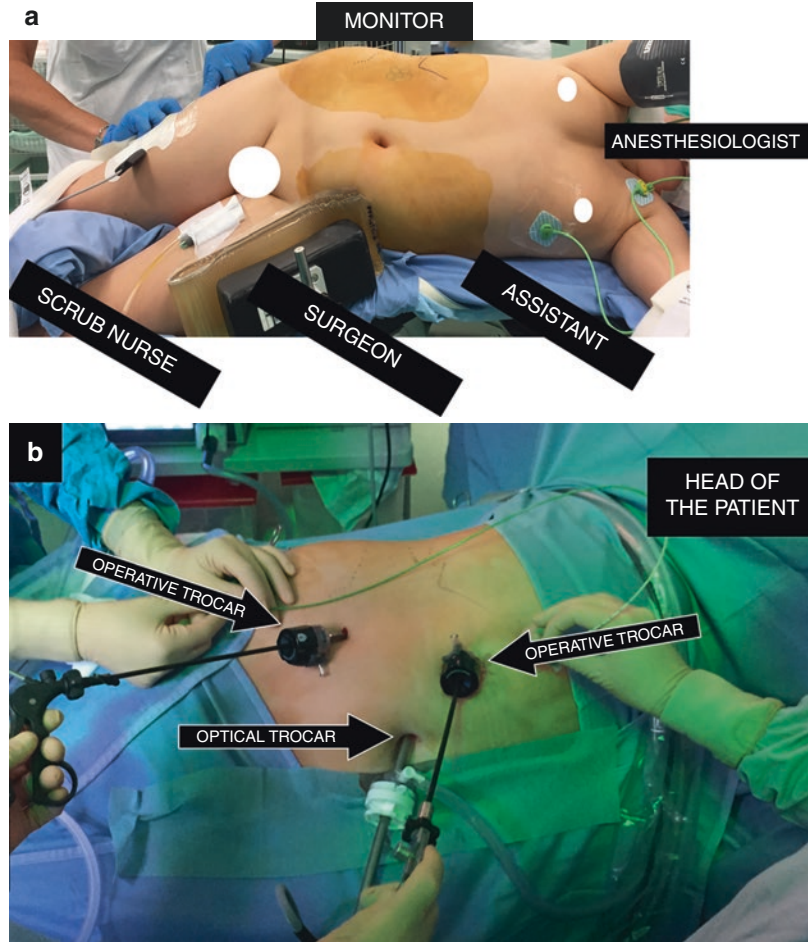 a
MONITOR
ANESTHESIOLOGIST
SCRUB NURSE
SURGEON
ASSISTANT
b
HEAD OF
THE PATIENT
OPERATIVE TROCAR
OPERATIVE TROCAR
OPTICAL TROCAR